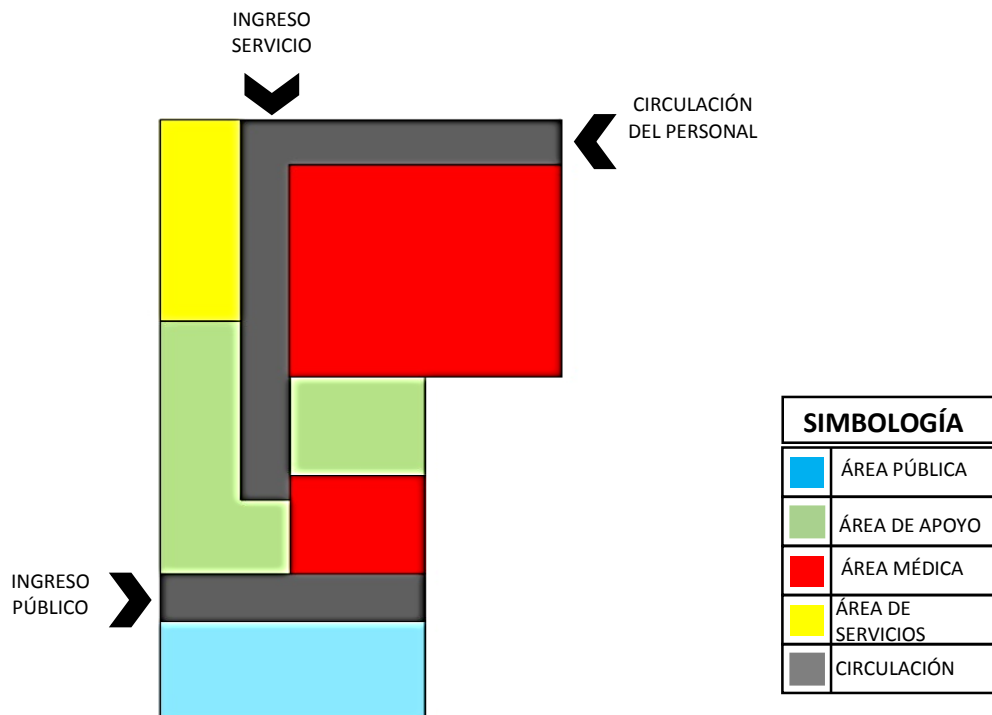 INGRESO
SERVICIO
CIRCULACIÓN
DEL PERSONAL
INGRESO
PÚBLICO
SIMBOLOGÍA
ÁREA PÚBLICA
ÁREA DE APOYO
ÁREA MÉDICA
ÁREA DE
SERVICIOS
CIRCULACIÓN